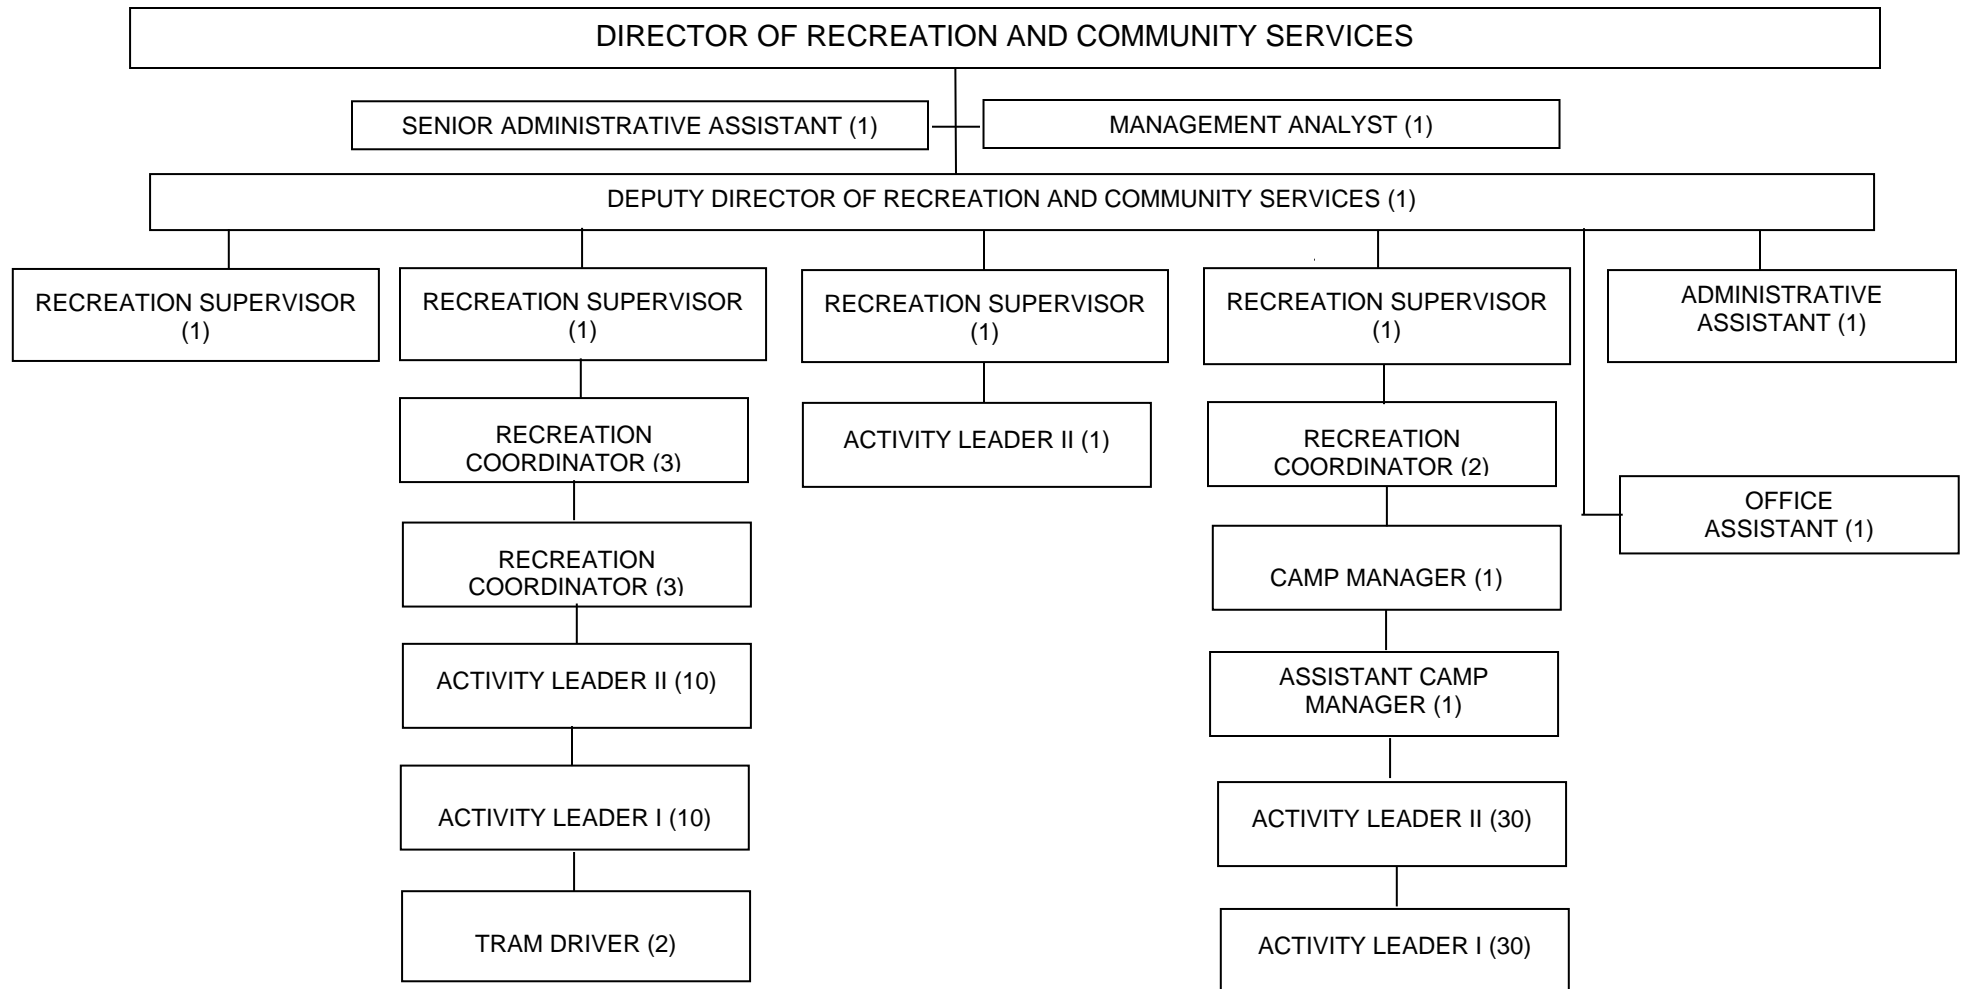 DIRECTOR OF RECREATION AND COMMUNITY SERVICES
SENIOR ADMINISTRATIVE ASSISTANT (1)
MANAGEMENT ANALYST (1)
DEPUTY DIRECTOR OF RECREATION AND COMMUNITY SERVICES (1)
RECREATION SUPERVISOR
(1)
RECREATION SUPERVISOR
(1)
RECREATION SUPERVISOR
(1)
RECREATION SUPERVISOR
(1)
ADMINISTRATIVE
ASSISTANT (1)
RECREATION
COORDINATOR (3)
ACTIVITY LEADER II (1)
RECREATION
COORDINATOR (2)
OFFICE
ASSISTANT (1)
RECREATION
COORDINATOR (3)
CAMP MANAGER (1)
ACTIVITY LEADER II (10)
ASSISTANT CAMP
MANAGER (1)
ACTIVITY LEADER I (10)
ACTIVITY LEADER II (30)
TRAM DRIVER (2)
ACTIVITY LEADER I (30)